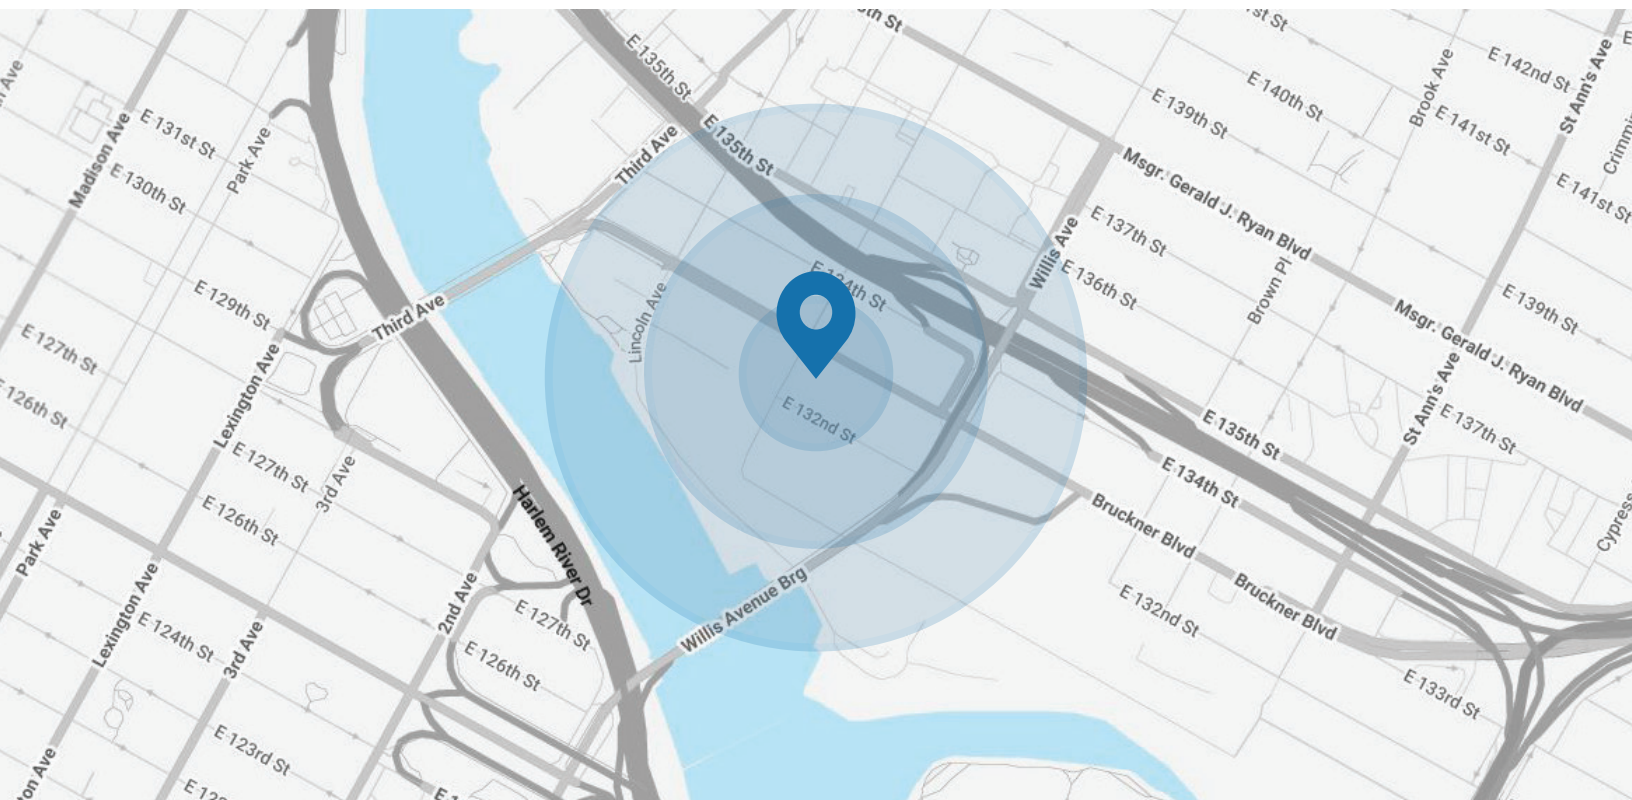 5th St
E 135th St
E 135th St
Third Ave
E 131st St
Park Ave
Madison Ave
E 130th St
E 129th St
Third Ave
E 127th St
E 126th St
Lexington Ave
E 127th St
3rd Ave
E 126th St
Park Ave
Lexington Ave
2nd Ave
E 124th St
3rd Ave
E 127th St
E 126th St
E 123rd St
Harlem River Dr
Willis Avenue Brg
Lincoln Ave
E 134th St
E 132nd St
Willis Ave
E 139th St
E 140th St
Brook Ave
E 142nd St
St Ann's Ave
E 141st St
E 141st St
Msgr. Gerald J. Ryan Blvd
E 137th St
E 136th St
Brown Pl
E 139th St
Msgr. Gerald J. Ryan Blvd
St Ann's Ave
E 137th St
E 135th St
E 134th St
Cypress
Bruckner Blvd
Bruckner Blvd
E 132nd St
E 133rd St